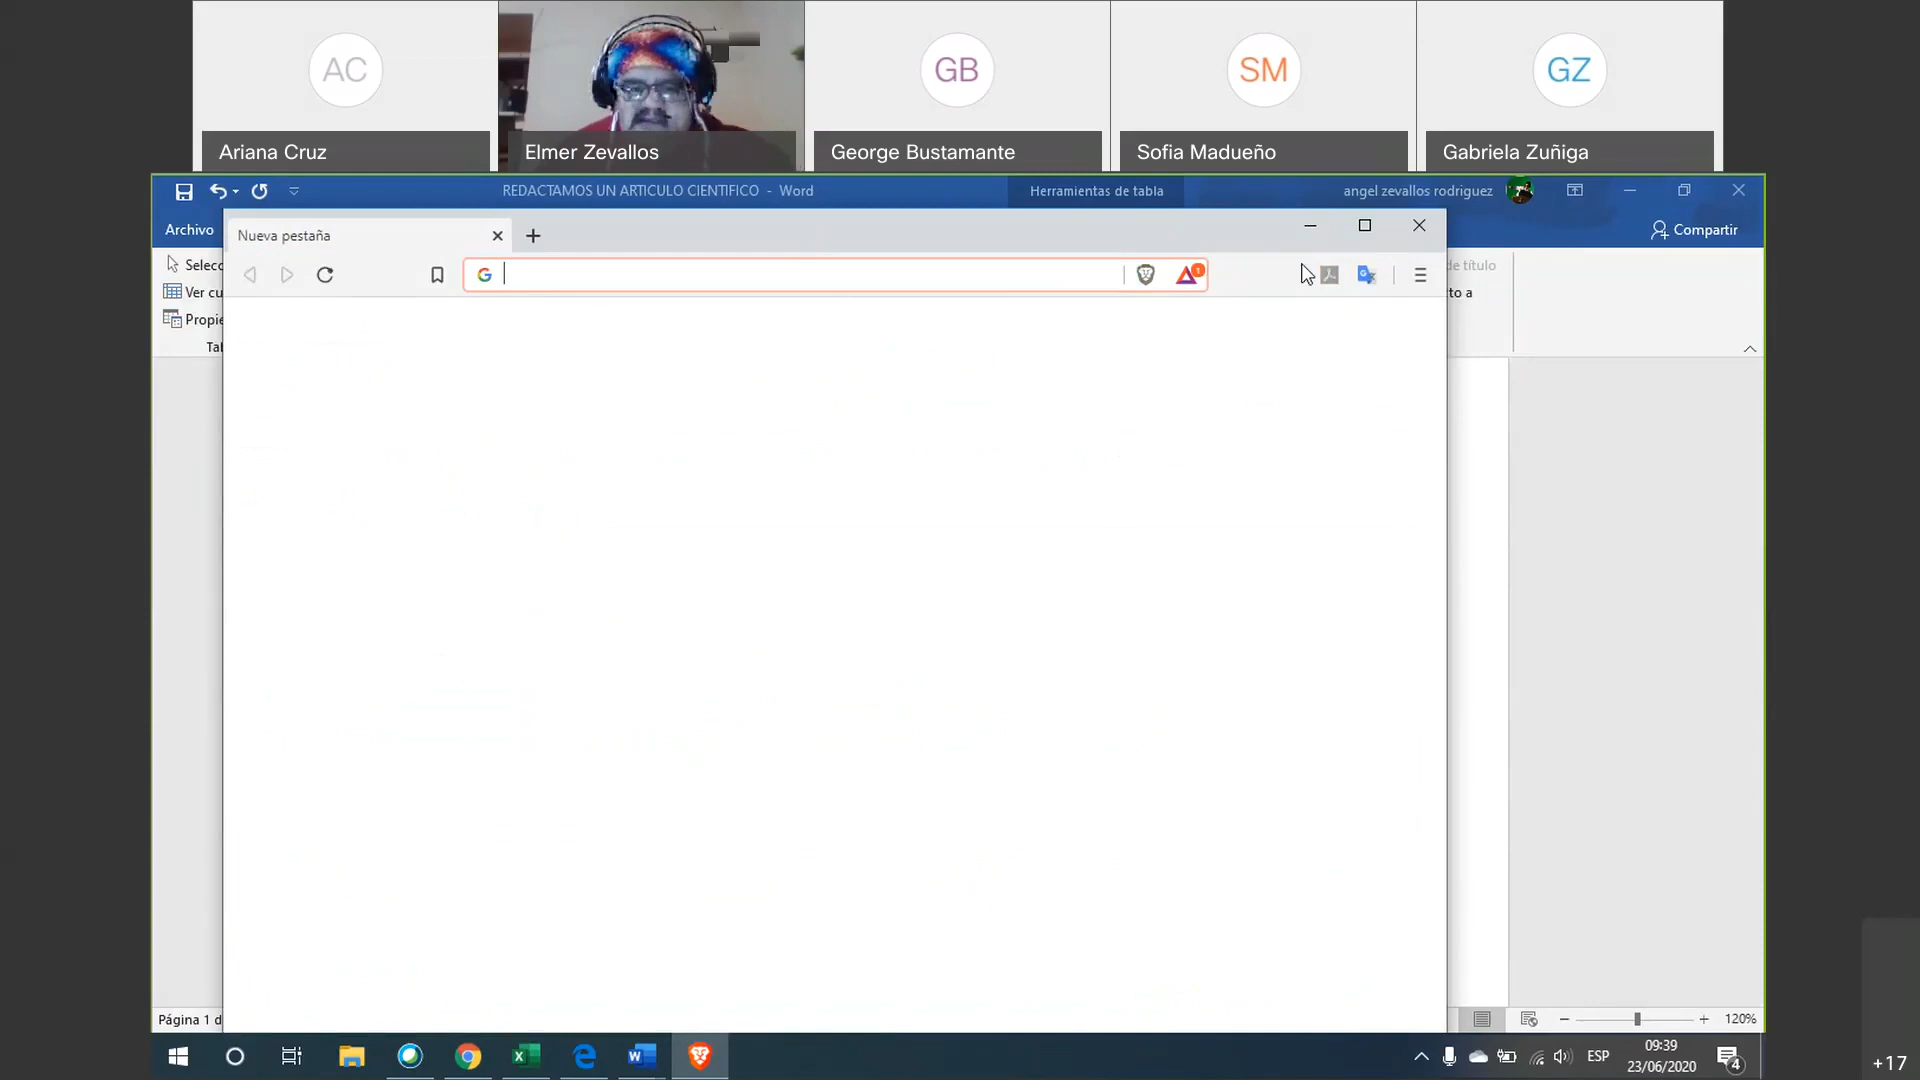 AC
GB
SM
GZ
Ariana Cruz
Elmer Zevallos
George Bustamante
Sofia Madueño
Gabriela Zuñiga
REDACTAMOS UN ARTICULO CIENTIFICO - Word
Herramientas de tabla
angel zevallos rodriguez
Archivo
Compartir
Nueva pestaña
Selecc
de título
Ver cu
to a
Propie
Tal
G
1
Página 1 d
120%
ESP
09:39
23/06/2020
4
+17